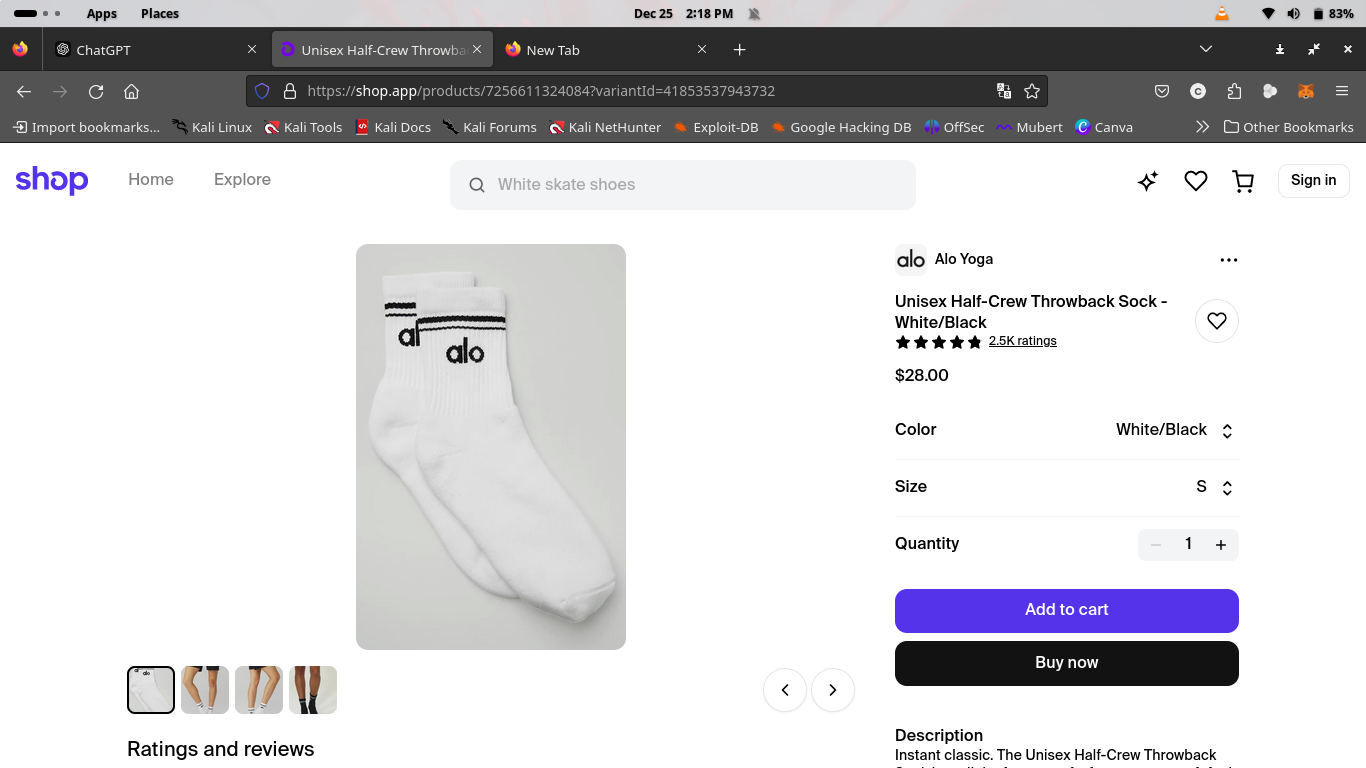 Apps Places Dec 25 2:18 PM 83%
ChatGPT Unisex Half-Crew Throwba New Tab
https://shop.app/products/7256611324084?variantId=41853537943732
Import bookmarks... Kali Linux Kali Tools Kali Docs Kali Forums Kali NetHunter Exploit-DB Google Hacking DB OffSec Mubert Canva Other Bookmarks
shop Home Explore White skate shoes Sign in
alo Alo Yoga
Unisex Half-Crew Throwback Sock -
White/Black
2.5K ratings
$28.00
Color White/Black
Size S
Quantity 1
Add to cart
Buy now
al
alo
Ratings and reviews
Description
Instant classic. The Unisex Half-Crew Throwback